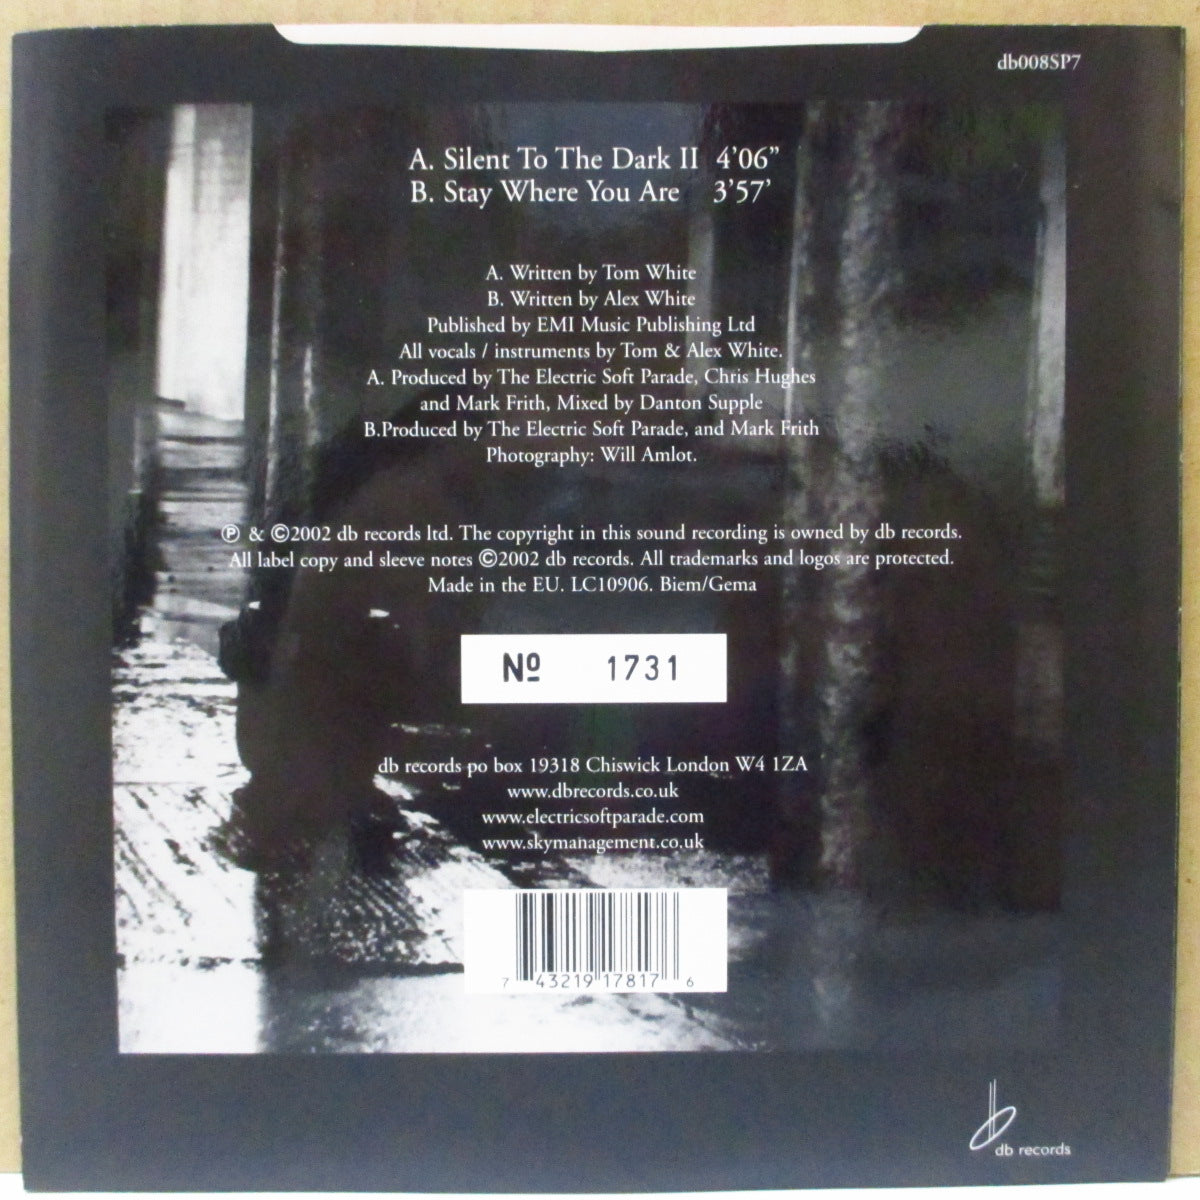 db008SP7
A. Silent To The Dark II 4'06"
B. Stay Where You Are 3'57'
A. Written by Tom White
B. Written by Alex White
Published by EMI Music Publishing Ltd
All vocals / instruments by Tom & Alex White.
A. Produced by The Electric Soft Parade, Chris Hughes
and Mark Frith, Mixed by Danton Supple
B.Produced by The Electric Soft Parade, and Mark Frith
Photography: Will Amlot.
℗ & ©2002 db records ltd. The copyright in this sound recording is owned by db records.
All label copy and sleeve notes ©2002 db records. All trademarks and logos are protected.
Made in the EU. LC10906. Biem/Gema
Nº 1731
db records po box 19318 Chiswick London W4 1ZA
www.dbrecords.co.uk
www.electricsoftparade.com
www.skymanagement.co.uk
7 43219 17817 6
db records